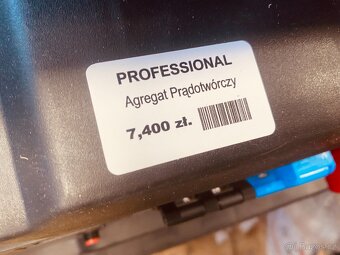 PROFESSIONAL
Agregat Prądotwórczy
7,400 zł.